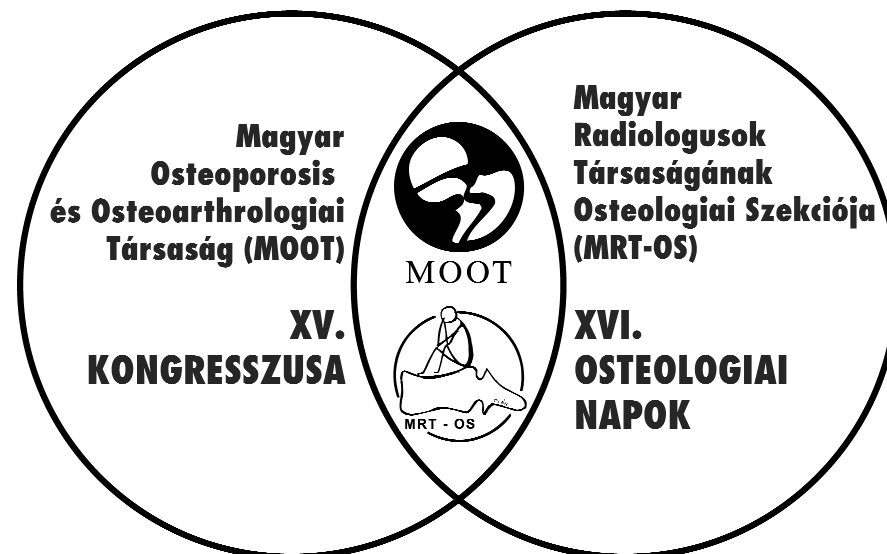 Magyar
Osteoporosis
és Osteoarthrologiai
Társaság (MOOT)
XV.
KONGRESSZUSA
MOOT
MRT - OS
Magyar
Radiologusok
Társaságának
Osteologiai Szekciója
(MRT-OS)
XVI.
OSTEOLOGIAI
NAPOK